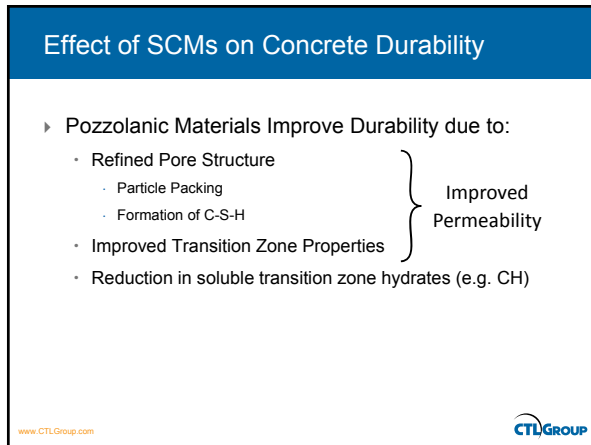 Effect of SCMs on Concrete Durability
Pozzolanic Materials Improve Durability due to:
Refined Pore Structure
Particle Packing
Formation of C-S-H
Improved Transition Zone Properties
Improved
Permeability
Reduction in soluble transition zone hydrates (e.g. CH)
www.CTLGroup.com
CTLGROUP